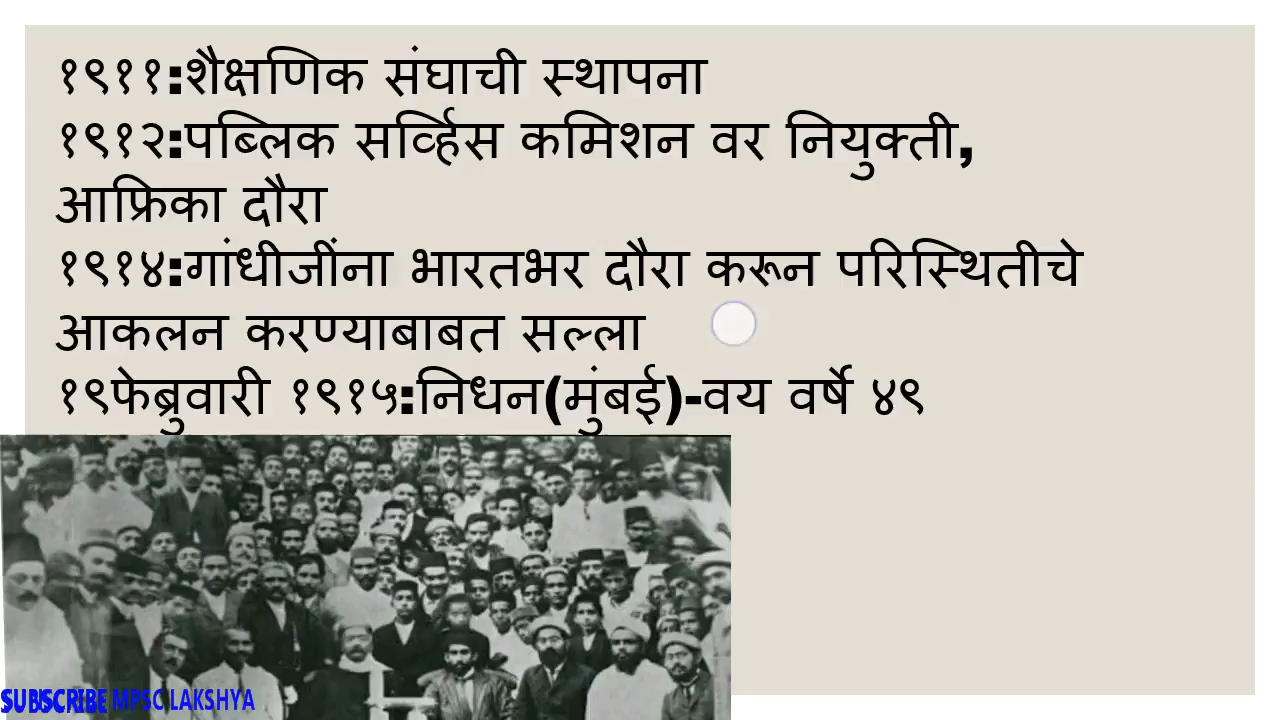 १९११:शैक्षणिक संघाची स्थापना
१९१२:पब्लिक सर्व्हिस कमिशन वर नियुक्ती,
आफ्रिका दौरा
१९१४:गांधीजींना भारतभर दौरा करून परिस्थितीचे
आकलन करण्याबाबत सल्ला
१९फेब्रुवारी १९१५:निधन(मुंबई)-वय वर्षे ४९
SUBSCRIBE MPSC LAKSHYA